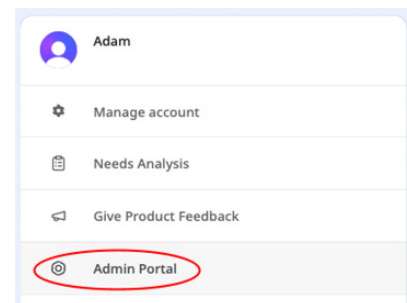 Adam
Manage account
Needs Analysis
Give Product Feedback
Admin Portal